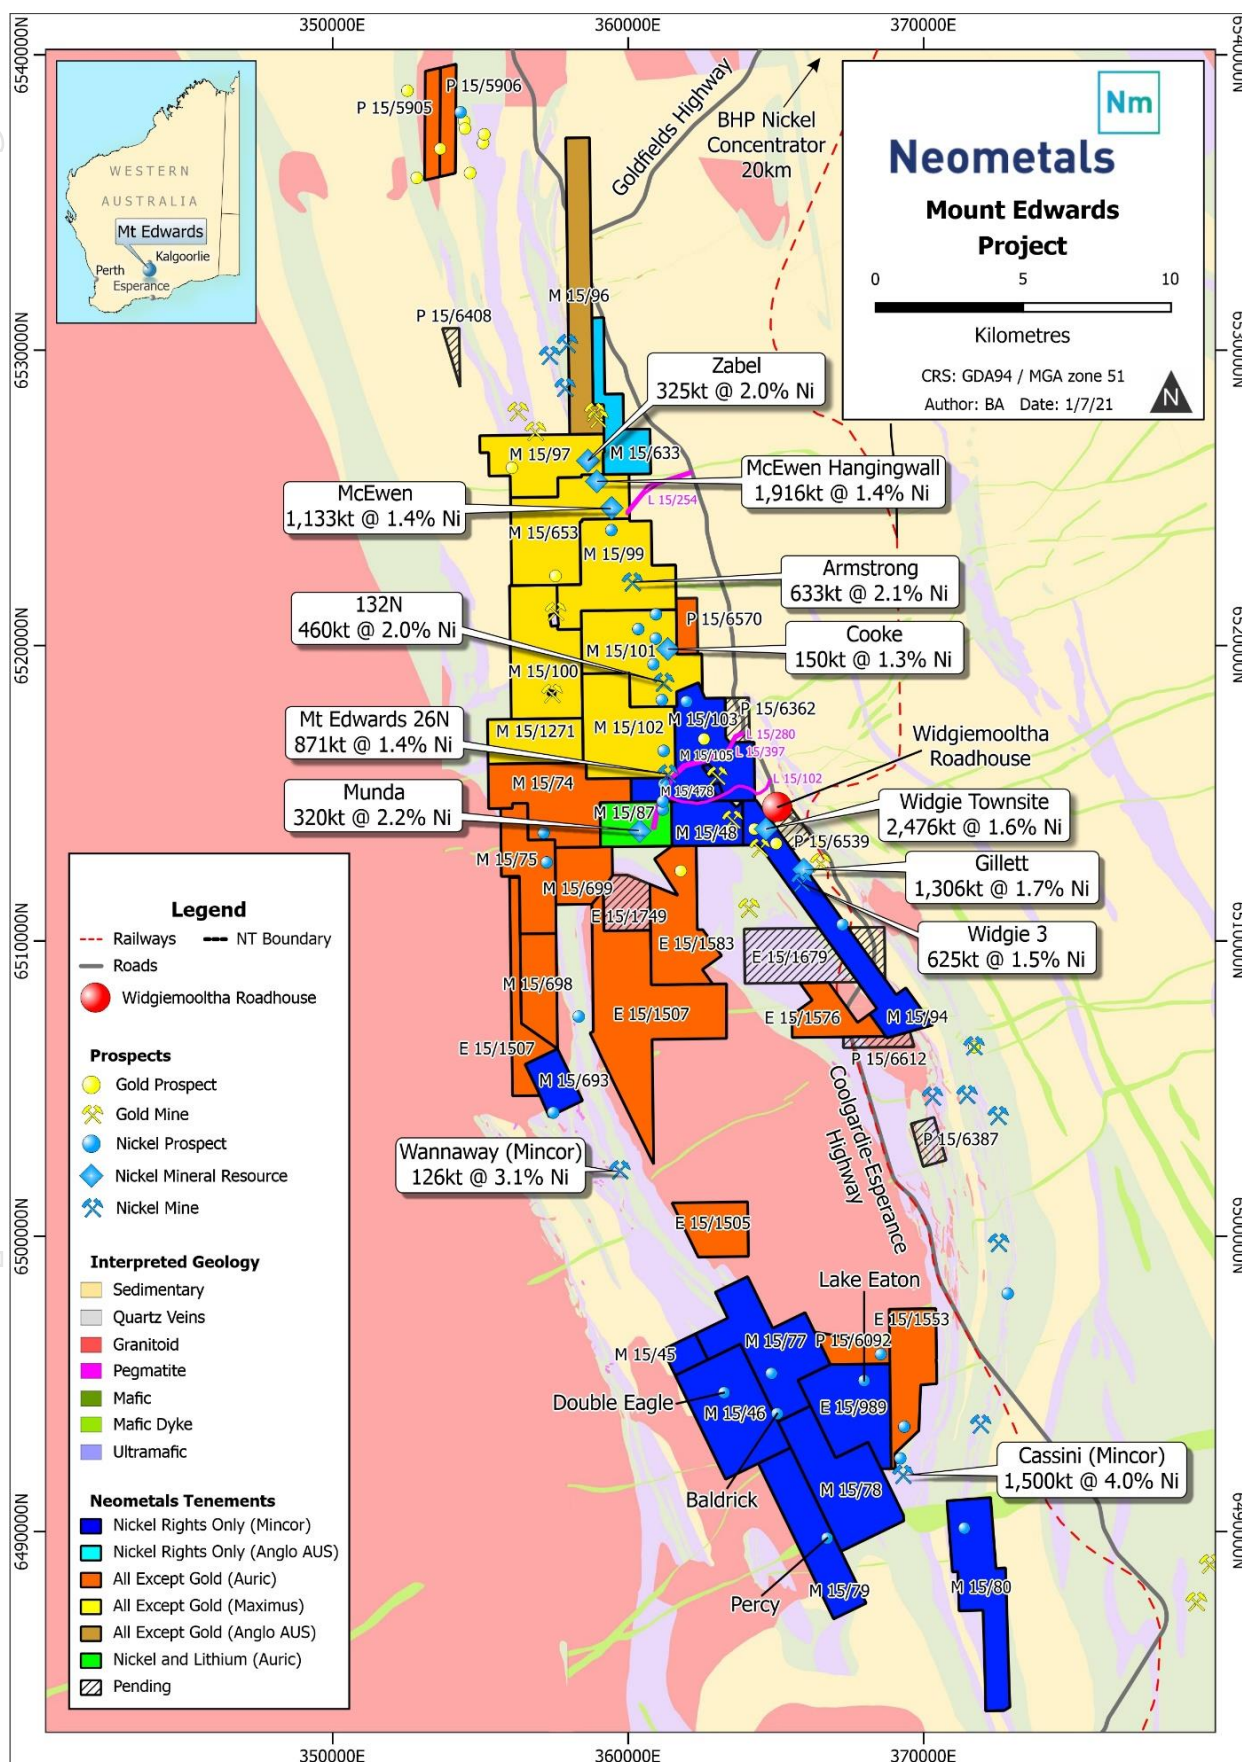 350000E
360000E
370000E
6540000N
6530000N
6520000N
6510000N
6500000N
6490000N
6540000N
6530000N
6520000N
6510000N
6500000N
6490000N
350000E
360000E
370000E
WESTERN
AUSTRALIA
Mt Edwards
Kalgoorlie
Perth
Esperance
Nm
Neometals
Mount Edwards
Project
0
5
10
Kilometres
CRS: GDA94 / MGA zone 51
Author: BA Date: 1/7/21
N
P 15/5906
P 15/5905
Goldfields Highway
BHP Nickel
Concentrator
20km
M 15/96
P 15/6408
Zabel
325kt @ 2.0% Ni
M 15/97
M 15/633
McEwen Hangingwall
1,916kt @ 1.4% Ni
L 15/254
McEwen
1,133kt @ 1.4% Ni
M 15/653
M 15/99
Armstrong
633kt @ 2.1% Ni
132N
460kt @ 2.0% Ni
P 15/6570
Cooke
150kt @ 1.3% Ni
M 15/101
M 15/100
Mt Edwards 26N
871kt @ 1.4% Ni
M 15/1271
M 15/102
M 15/103
P 15/6362
L 15/280
L 15/397
M 15/105
Widgiemooltha
Roadhouse
M 15/74
M 15/478
L 15/102
Munda
320kt @ 2.2% Ni
M 15/87
M 15/48
Widgie Townsite
2,476kt @ 1.6% Ni
P 15/6539
M 15/75
M 15/699
Gillett
1,306kt @ 1.7% Ni
E 15/1749
E 15/1583
E 15/1679
Widgie 3
625kt @ 1.5% Ni
M 15/698
E 15/1507
E 15/1576
M 15/94
E 15/1507
P 15/6612
M 15/693
Coolgardie-Esperance
Highway
P 15/6387
Wannaway (Mincor)
126kt @ 3.1% Ni
E 15/1505
Lake Eaton
E 15/1553
M 15/77
P 15/6092
M 15/45
Double Eagle
M 15/46
E 15/989
Cassini (Mincor)
1,500kt @ 4.0% Ni
Baldrick
M 15/78
Percy
M 15/79
M 15/80
Legend
Railways
NT Boundary
Roads
Widgiemooltha Roadhouse
Prospects
Gold Prospect
Gold Mine
Nickel Prospect
Nickel Mineral Resource
Nickel Mine
Interpreted Geology
Sedimentary
Quartz Veins
Granitoid
Pegmatite
Mafic
Mafic Dyke
Ultramafic
Neometals Tenements
Nickel Rights Only (Mincor)
Nickel Rights Only (Anglo AUS)
All Except Gold (Auric)
All Except Gold (Maximus)
All Except Gold (Anglo AUS)
Nickel and Lithium (Auric)
Pending